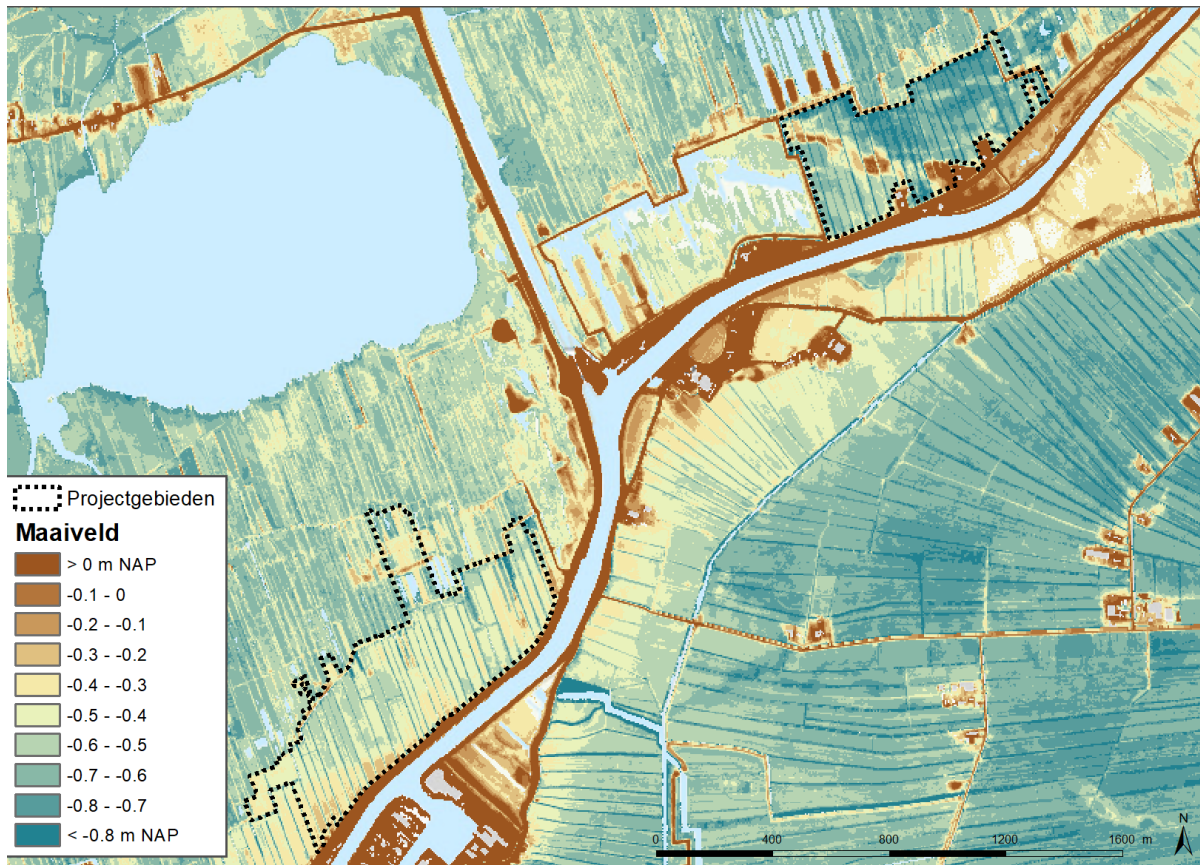 Projectgebieden
Maaiveld
> 0 m NAP
-0.1 - 0
-0.2 - -0.1
-0.3 - -0.2
-0.4 - -0.3
-0.5 - -0.4
-0.6 - -0.5
-0.7 - -0.6
-0.8 - -0.7
< -0.8 m NAP
N
0 400 800 1200 1600 m